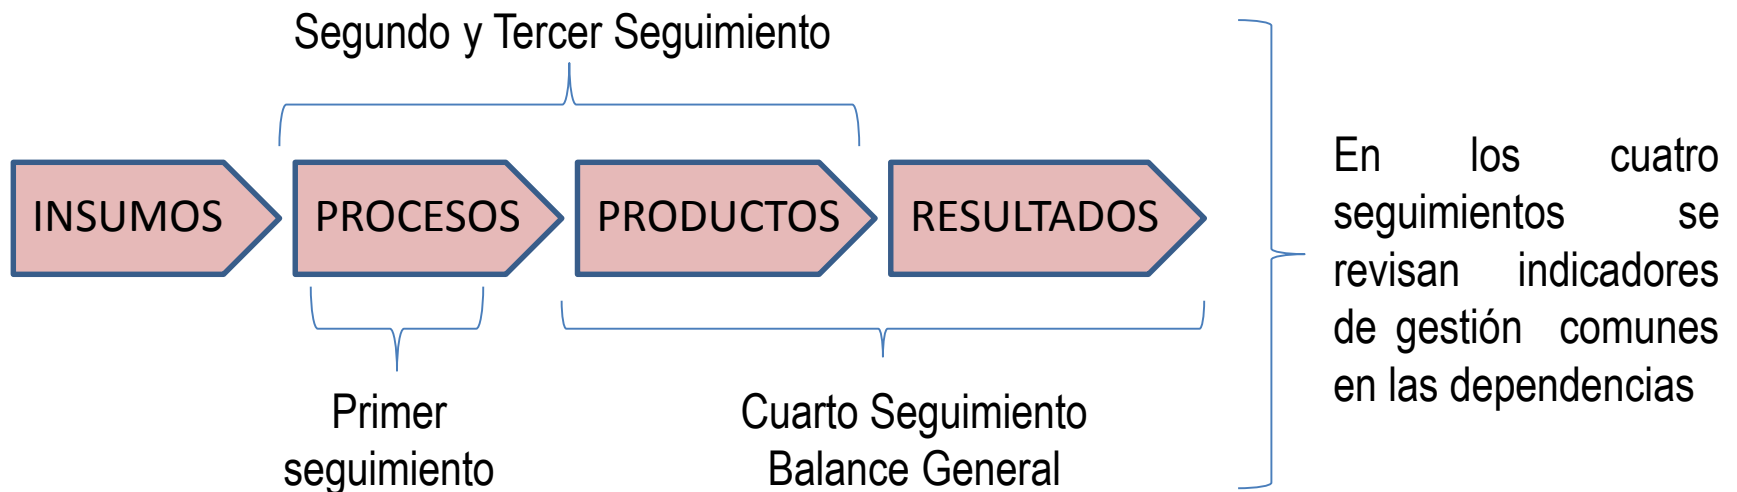 Segundo y Tercer Seguimiento
INSUMOS
PROCESOS
PRODUCTOS
RESULTADOS
Primer
seguimiento
Cuarto Seguimiento
Balance General
En los cuatro
seguimientos se
revisan indicadores
de gestión comunes
en las dependencias